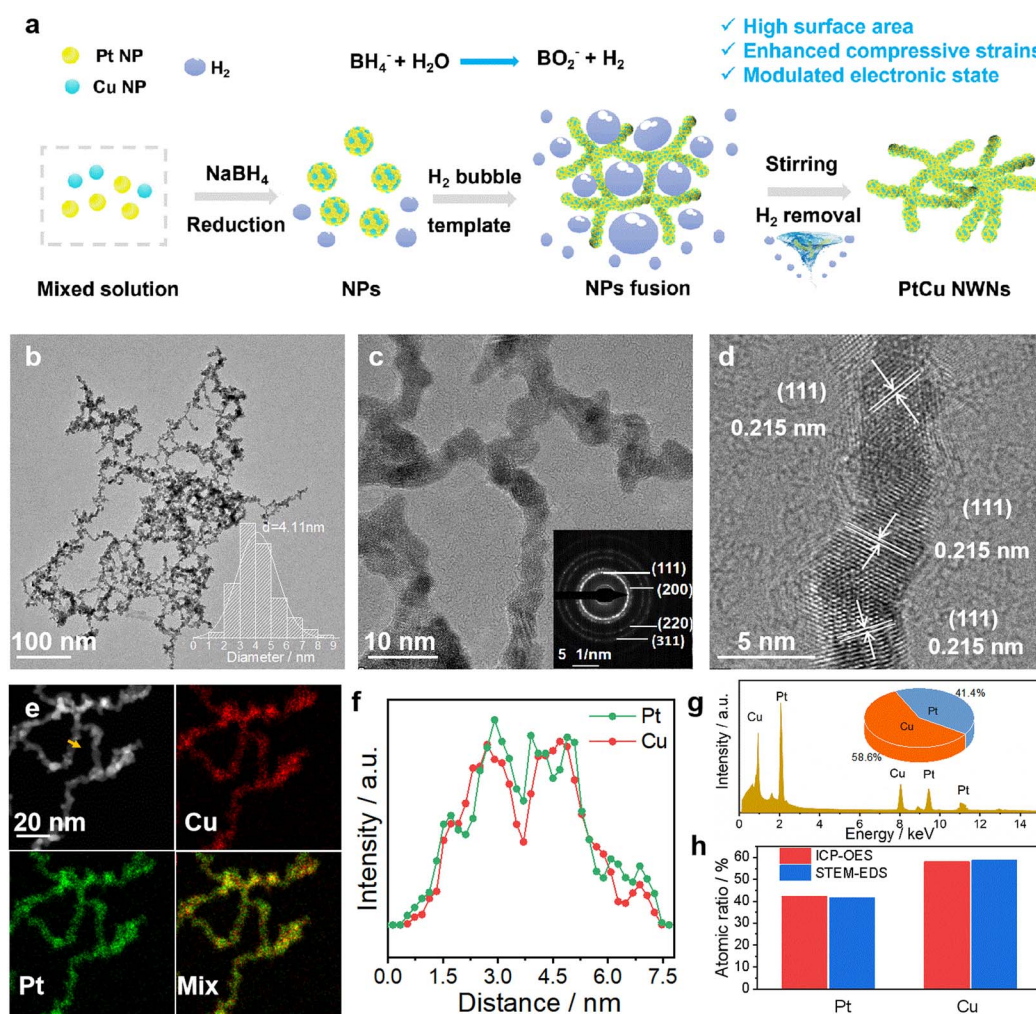 a
Pt NP
Cu NP
H₂
BH₄⁻ + H₂O → BO₂⁻ + H₂
✓ High surface area
✓ Enhanced compressive strains
✓ Modulated electronic state
NaBH₄
Reduction
H₂ bubble
template
Stirring
H₂ removal
Mixed solution
NPs
NPs fusion
PtCu NWNs
b
d=4.11nm
0 1 2 3 4 5 6 7 8 9
Diameter / nm
100 nm
c
(111)
(200)
(220)
(311)
5 1/nm
10 nm
d
(111)
0.215 nm
(111)
0.215 nm
(111)
0.215 nm
5 nm
e
20 nm
Cu
Pt
Mix
f
Pt
Cu
Intensity / a.u.
0.0 1.5 3.0 4.5 6.0 7.5
Distance / nm
g
Intensity / a.u.
Cu
Pt
Pt
41.4%
Cu
58.6%
Cu
Pt
Pt
0 2 4 6 8 10 12 14
Energy / keV
h
ICP-OES
STEM-EDS
Atomic ratio / %
60
50
40
30
20
10
0
Pt
Cu